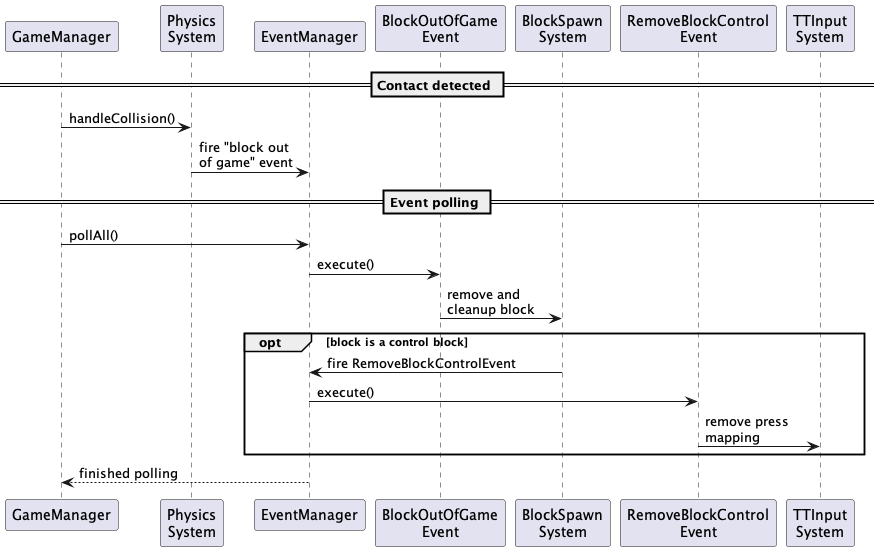 GameManager
Physics
System
EventManager
BlockOutOfGame
Event
BlockSpawn
System
RemoveBlockControl
Event
TTInput
System
Contact detected
handleCollision()
fire "block out
of game" event
Event polling
pollAll()
execute()
remove and
cleanup block
opt
[block is a control block]
fire RemoveBlockControlEvent
execute()
remove press
mapping
finished polling
GameManager
Physics
System
EventManager
BlockOutOfGame
Event
BlockSpawn
System
RemoveBlockControl
Event
TTInput
System